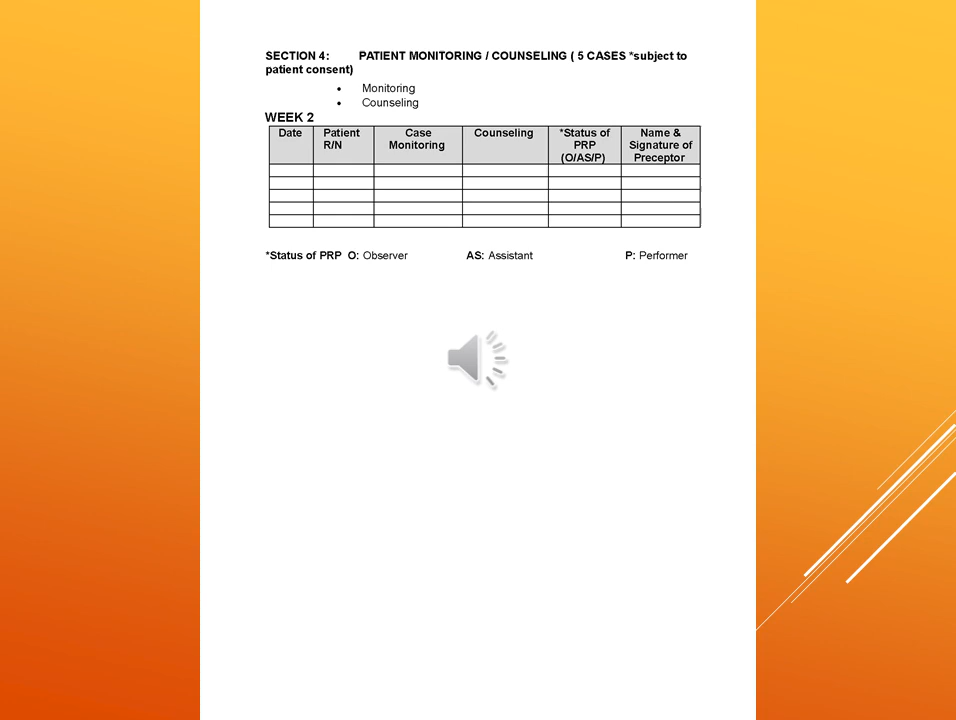 SECTION 4: PATIENT MONITORING / COUNSELING ( 5 CASES *subject to
patient consent)
• Monitoring
• Counseling
WEEK 2
Date Patient R/N Case Monitoring Counseling *Status of PRP (O/AS/P) Name & Signature of Preceptor
*Status of PRP O: Observer AS: Assistant P: Performer